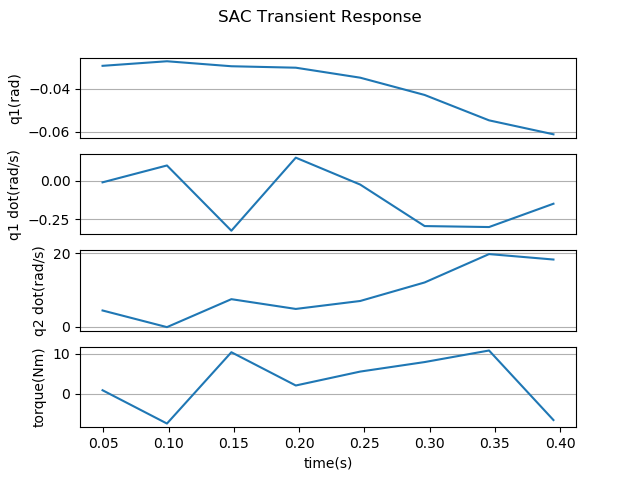 SAC Transient Response
q1(rad)
−0.04
−0.06
q1 dot(rad/s)
0.00
−0.25
q2 dot(rad/s)
20
0
torque(Nm)
10
0
0.05 0.10 0.15 0.20 0.25 0.30 0.35 0.40
time(s)